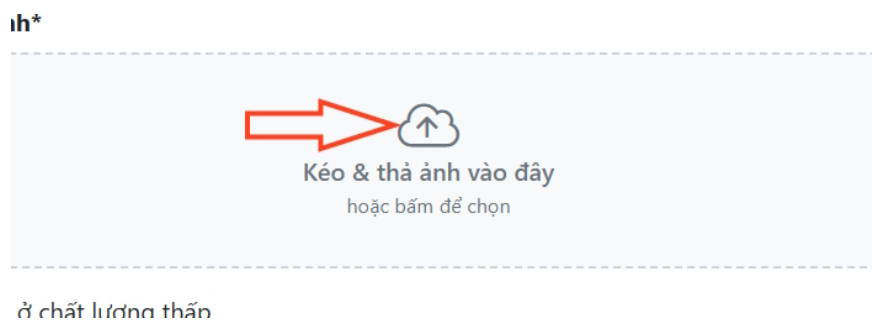 nh*
Kéo & thả ảnh vào đây
hoặc bấm để chọn
ở chất lượng thấp